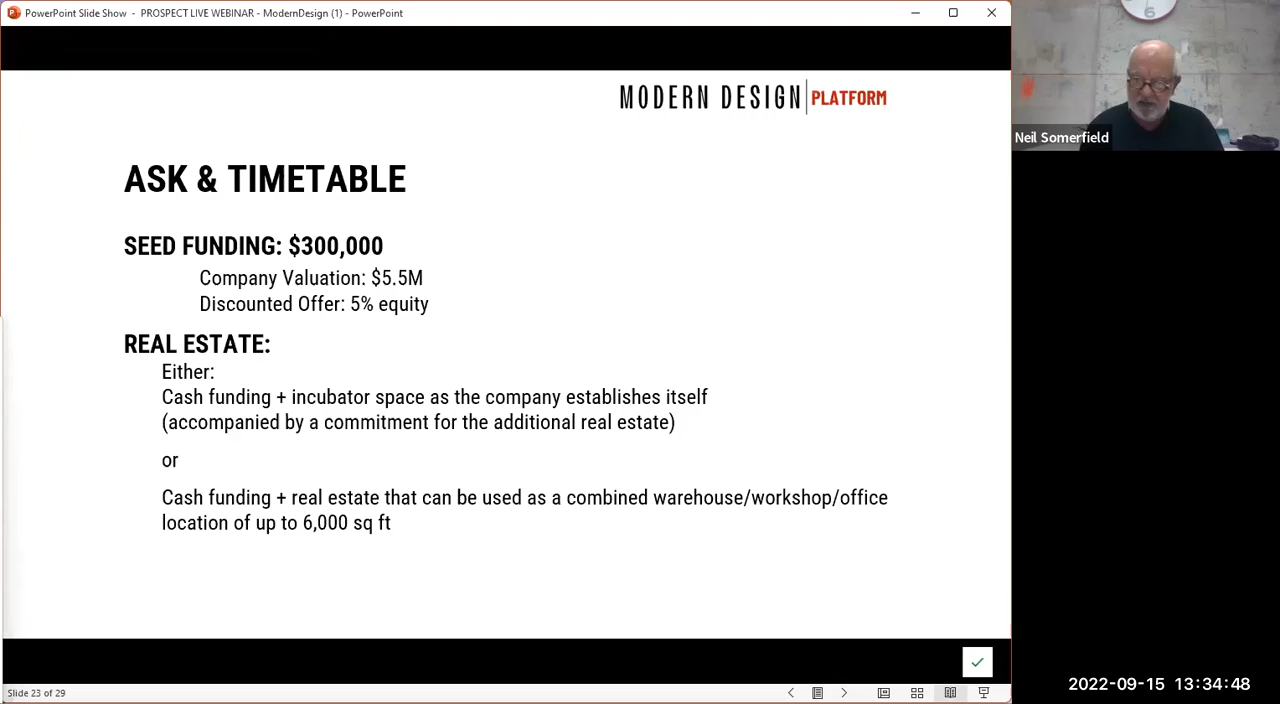 PowerPoint Slide Show - PROSPECT LIVE WEBINAR - ModernDesign (1) - PowerPoint
MODERN DESIGN PLATFORM
ASK & TIMETABLE
SEED FUNDING: $300,000
Company Valuation: $5.5M
Discounted Offer: 5% equity
REAL ESTATE:
Either:
Cash funding + incubator space as the company establishes itself
(accompanied by a commitment for the additional real estate)
or
Cash funding + real estate that can be used as a combined warehouse/workshop/office
location of up to 6,000 sq ft
Slide 23 of 29
6
Neil Somerfield
2022-09-15 13:34:48